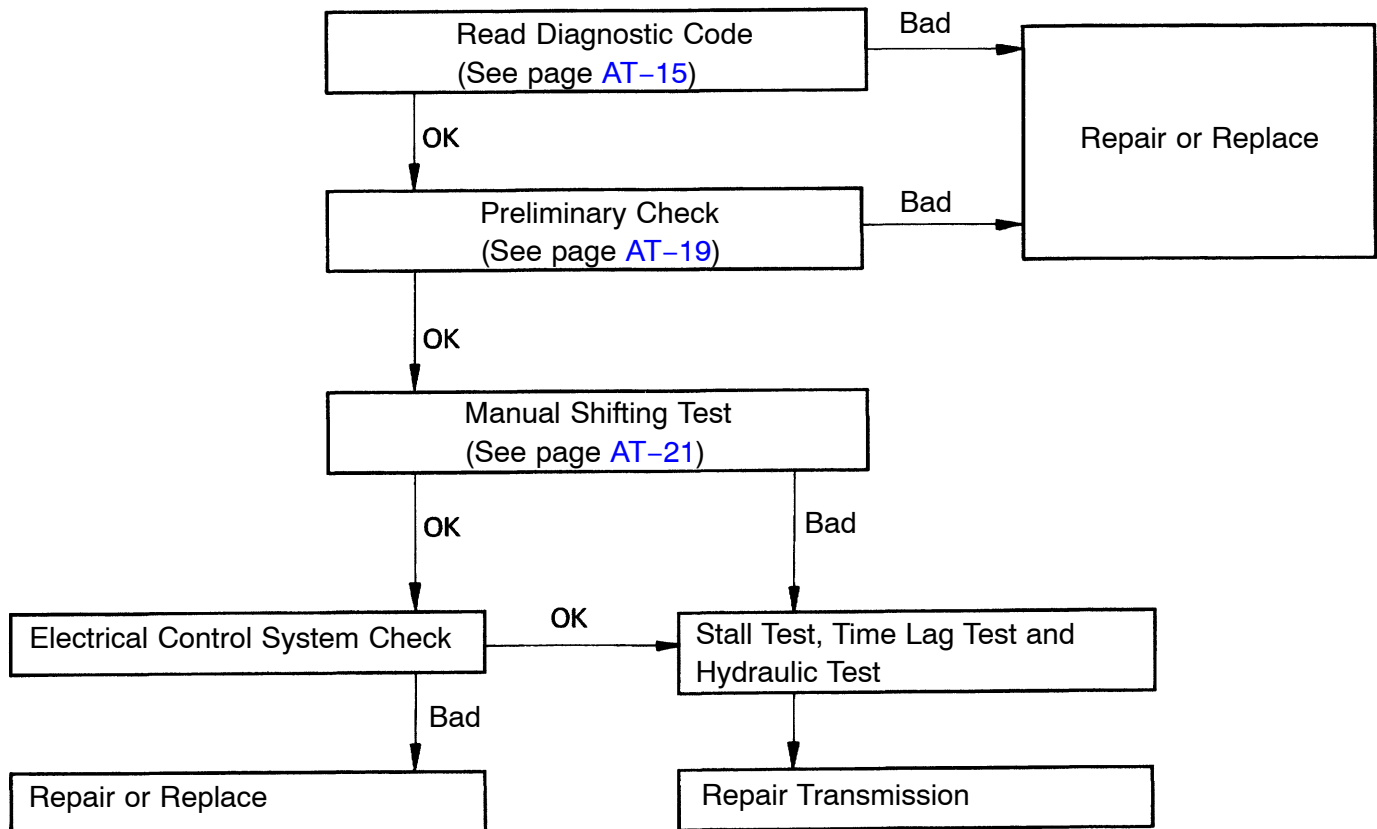 Read Diagnostic Code
(See page AT–15)
Bad
Repair or Replace
OK
Preliminary Check
(See page AT–19)
Bad
OK
Manual Shifting Test
(See page AT–21)
OK
Bad
Electrical Control System Check
OK
Stall Test, Time Lag Test and
Hydraulic Test
Bad
Repair or Replace
Repair Transmission